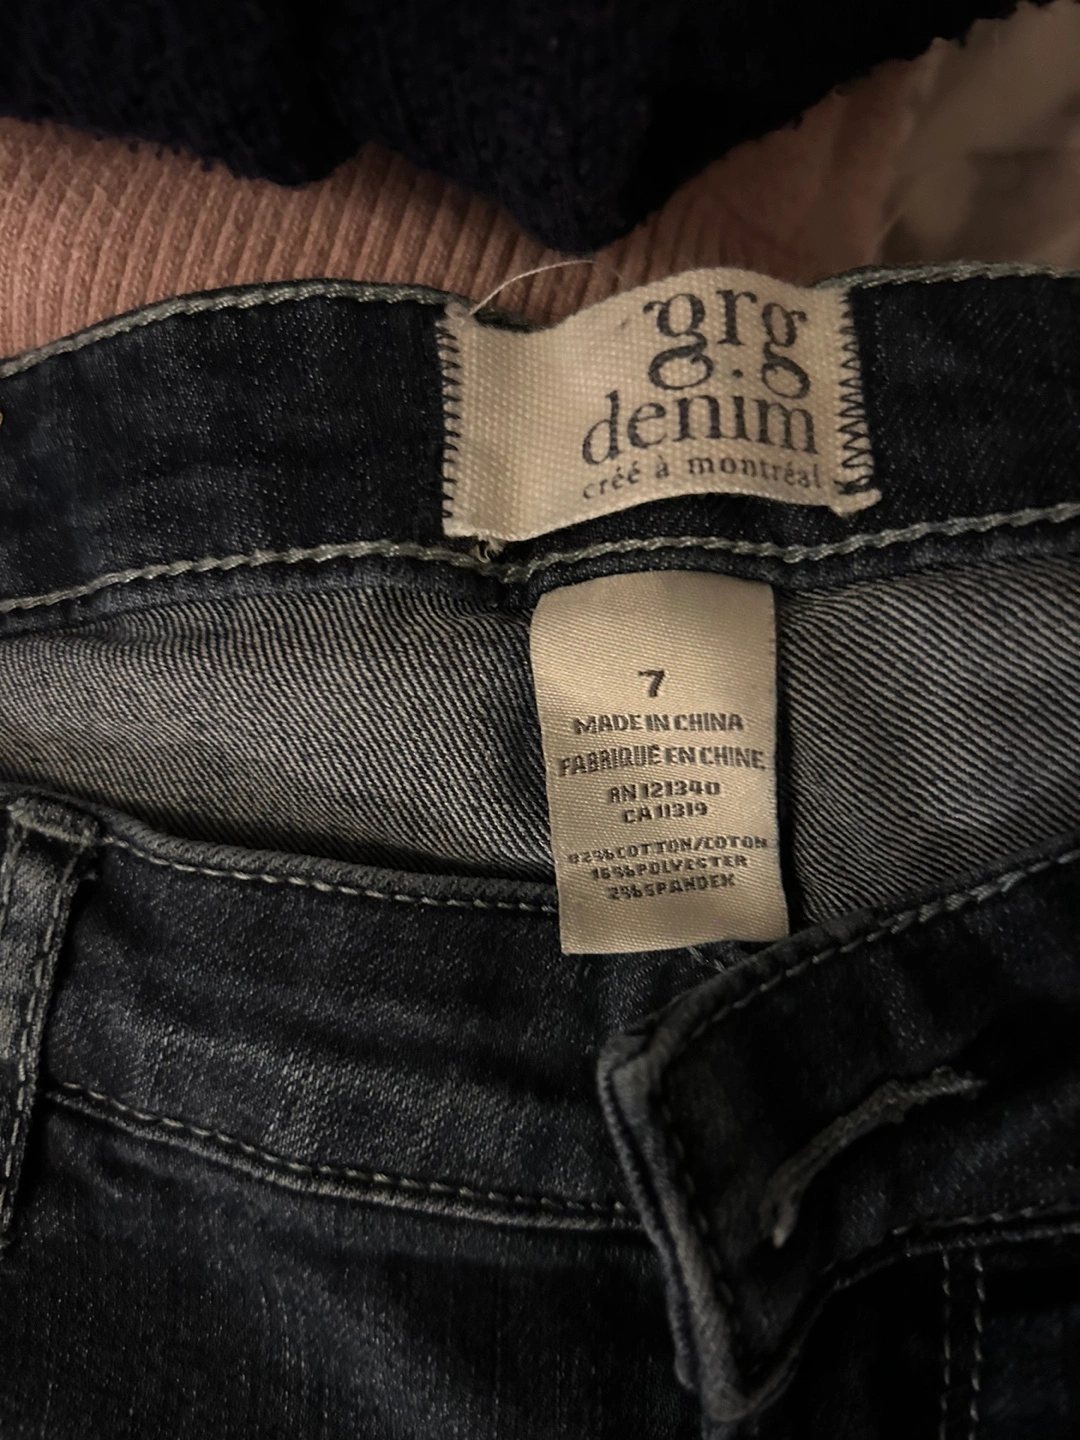 grg
denim
créé à montréal
7
MADE IN CHINA
FABRIQUE EN CHINE
RN 121340
CA 11319
82% COTTON/COTON
16% POLYESTER
2% SPANDEX